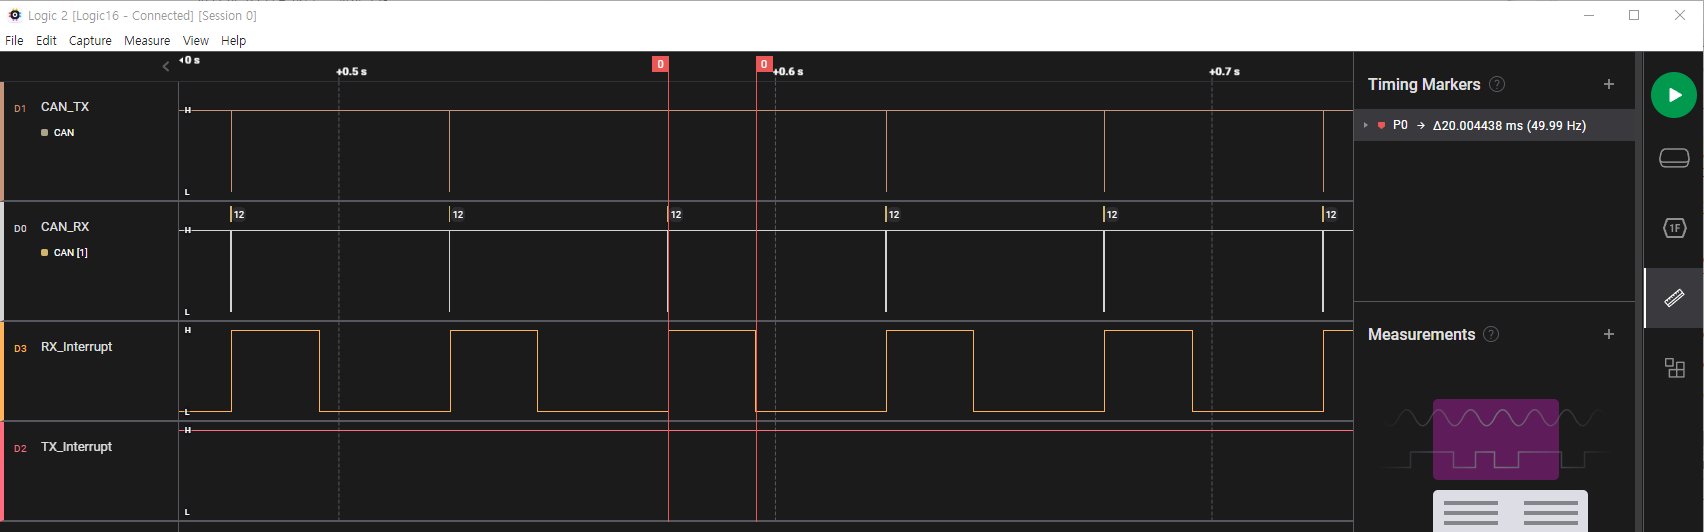 Logic 2 [Logic16 - Connected] [Session 0]
File Edit Capture Measure View Help
0 s
+0.5 s
0
0
+0.6 s
+0.7 s
D1 CAN_TX
CAN
H
L
D0 CAN_RX
CAN [1]
12 12 12 12 12 12
H
L
D3 RX_Interrupt
H
L
D2 TX_Interrupt
H
L
Timing Markers ? +
P0 → Δ20.004438 ms (49.99 Hz)
Measurements ? +
1F